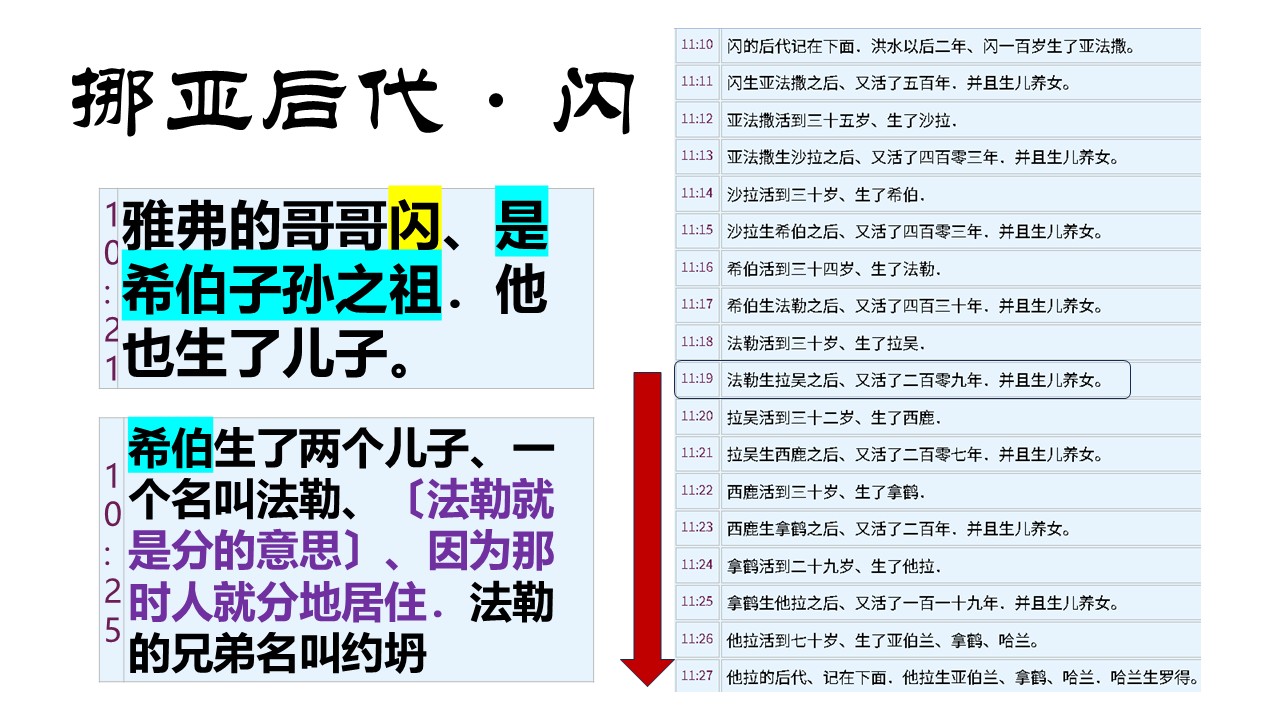 挪亚后代·闪
10:21
雅弗的哥哥闪、是
希伯子孙之祖．他
也生了儿子。
10:25
希伯生了两个儿子、一
个名叫法勒、〔法勒就
是分的意思〕、因为那
时人就分地居住．法勒
的兄弟名叫约坍
11:10 闪的后代记在下面．洪水以后二年、闪一百岁生了亚法撒。
11:11 闪生亚法撒之后、又活了五百年．并且生儿养女。
11:12 亚法撒活到三十五岁、生了沙拉．
11:13 亚法撒生沙拉之后、又活了四百零三年．并且生儿养女。
11:14 沙拉活到三十岁、生了希伯．
11:15 沙拉生希伯之后、又活了四百零三年．并且生儿养女。
11:16 希伯活到三十四岁、生了法勒．
11:17 希伯生法勒之后、又活了四百三十年．并且生儿养女。
11:18 法勒活到三十岁、生了拉吴．
11:19 法勒生拉吴之后、又活了二百零九年．并且生儿养女。
11:20 拉吴活到三十二岁、生了西鹿．
11:21 拉吴生西鹿之后、又活了二百零七年．并且生儿养女。
11:22 西鹿活到三十岁、生了拿鹤．
11:23 西鹿生拿鹤之后、又活了二百年．并且生儿养女。
11:24 拿鹤活到二十九岁、生了他拉．
11:25 拿鹤生他拉之后、又活了一百一十九年．并且生儿养女。
11:26 他拉活到七十岁、生了亚伯兰、拿鹤、哈兰。
11:27 他拉的后代、记在下面．他拉生亚伯兰、拿鹤、哈兰．哈兰生罗得。